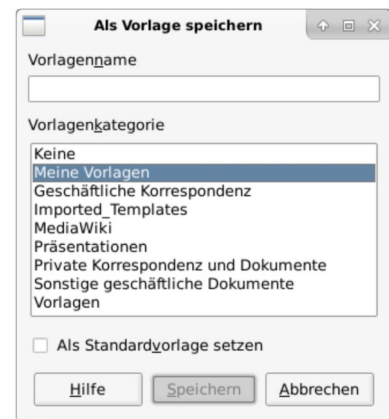 Als Vorlage speichern
Vorlagenname
Vorlagenkategorie
Keine
Meine Vorlagen
Geschäftliche Korrespondenz
Imported_Templates
MediaWiki
Präsentationen
Private Korrespondenz und Dokumente
Sonstige geschäftliche Dokumente
Vorlagen
Als Standardvorlage setzen
Hilfe Speichern Abbrechen